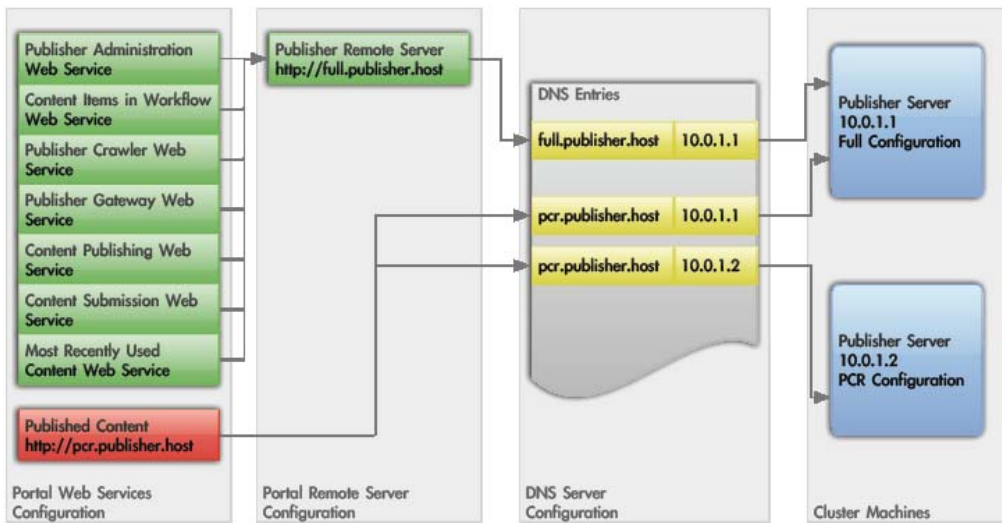 Publisher Administration
Web Service
Content Items in Workflow
Web Service
Publisher Crawler Web
Service
Publisher Gateway Web
Service
Content Publishing Web
Service
Content Submission Web
Service
Most Recently Used
Content Web Service
Published Content
http://pcr.publisher.host
Portal Web Services
Configuration
Publisher Remote Server
http://full.publisher.host
Portal Remote Server
Configuration
DNS Entries
full.publisher.host 10.0.1.1
pcr.publisher.host 10.0.1.1
pcr.publisher.host 10.0.1.2
DNS Server
Configuration
Publisher Server
10.0.1.1
Full Configuration
Publisher Server
10.0.1.2
PCR Configuration
Cluster Machines